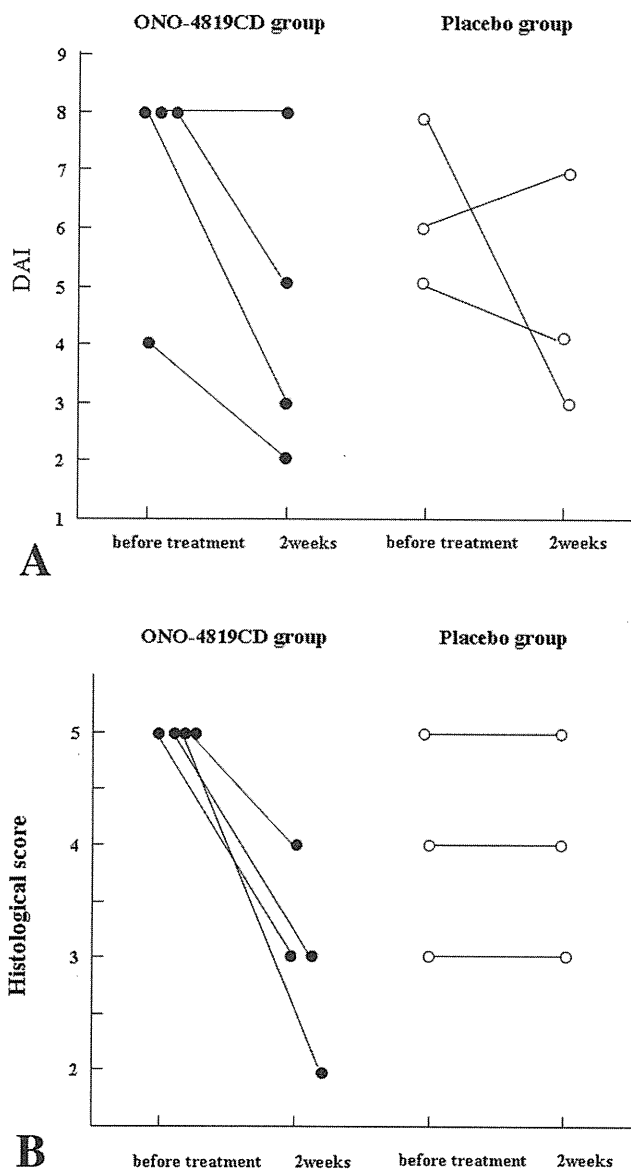 ONO-4819CD group Placebo group
9
8
7
6
5
4
3
2
1
DAI
before treatment 2weeks before treatment 2weeks
A
ONO-4819CD group Placebo group
5
4
3
2
Histological score
before treatment 2weeks before treatment 2weeks
B